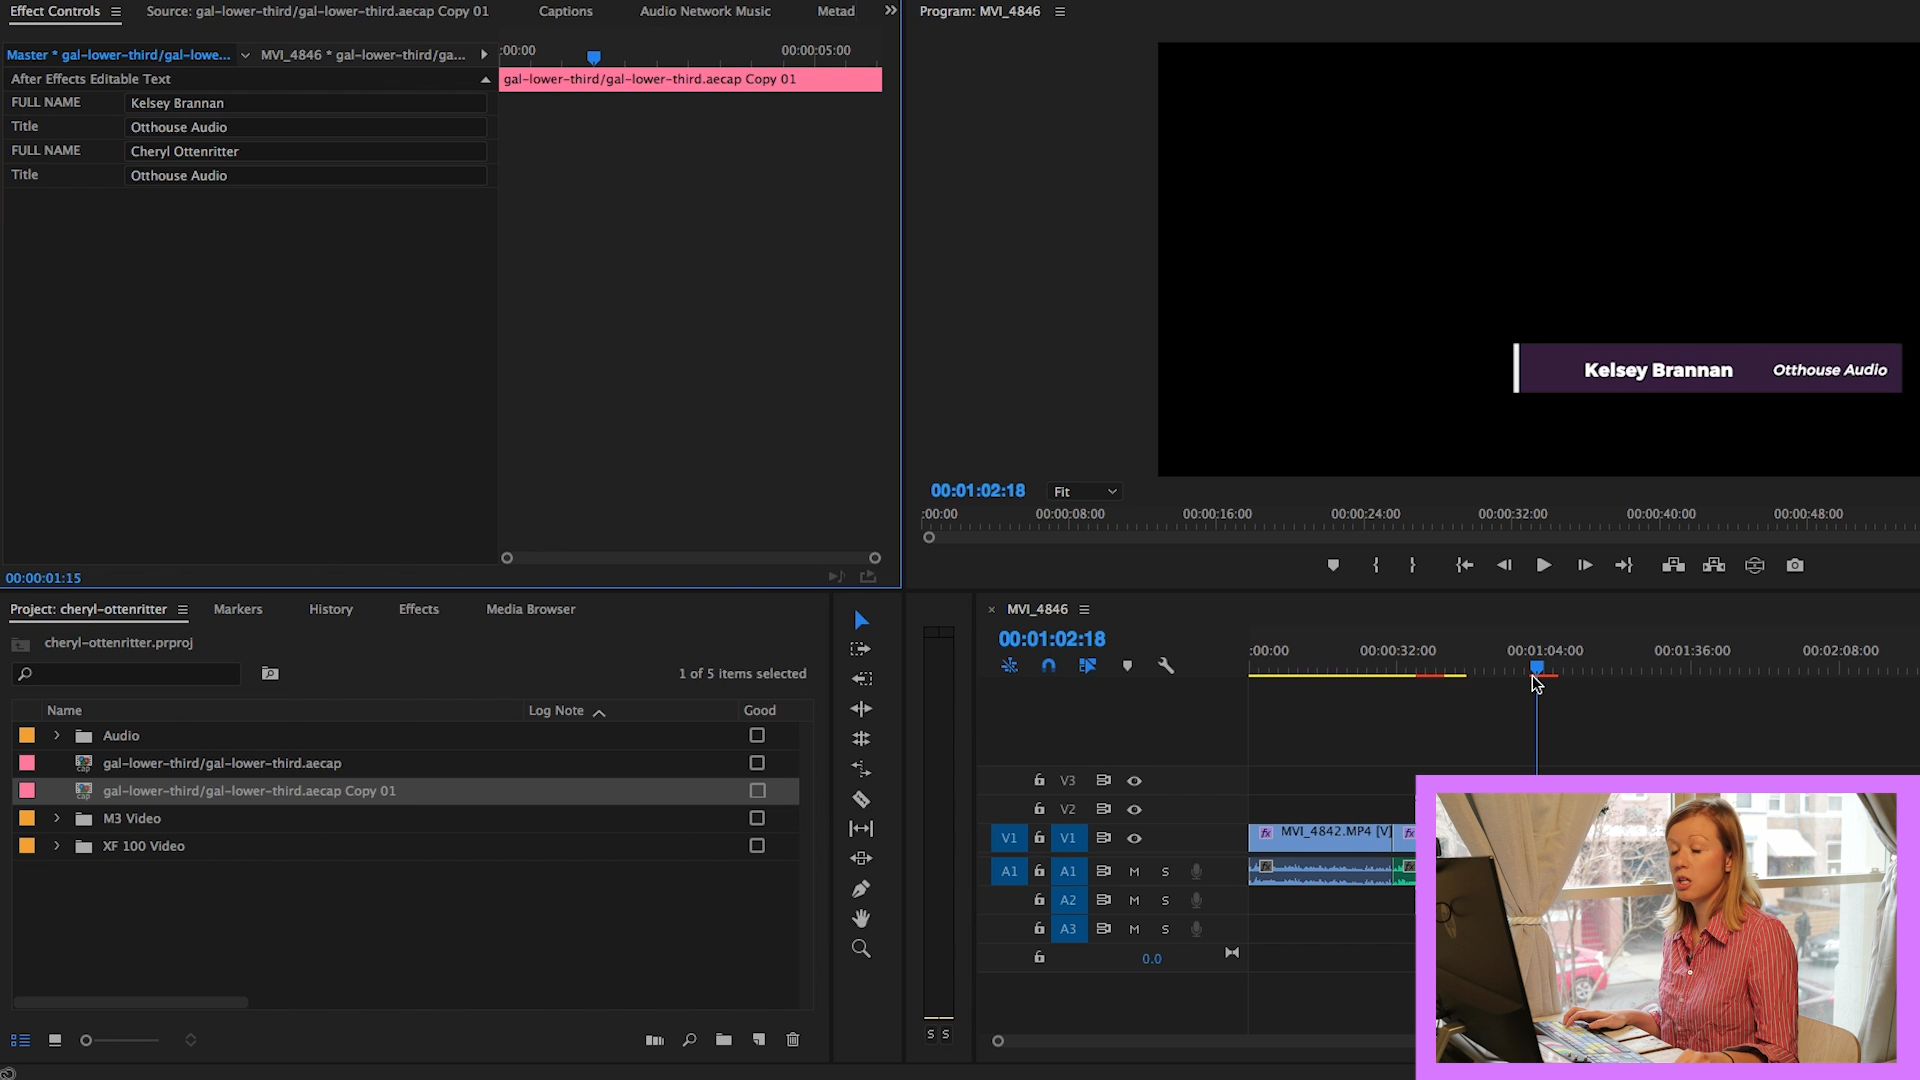 Effect Controls
Source: gal-lower-third/gal-lower-third.aecap Copy 01
Captions
Audio Network Music
Metad
Program: MVI_4846
Master * gal-lower-third/gal-lowe...
MVI_4846 * gal-lower-third/ga...
:00:00
00:00:05:00
After Effects Editable Text
gal-lower-third/gal-lower-third.aecap Copy 01
FULL NAME
Kelsey Brannan
Title
Otthouse Audio
FULL NAME
Cheryl Ottenritter
Title
Otthouse Audio
Kelsey Brannan
Otthouse Audio
00:01:02:18
Fit
:00:00
00:00:08:00
00:00:16:00
00:00:24:00
00:00:32:00
00:00:40:00
00:00:48:00
00:00:01:15
Project: cheryl-ottenritter
Markers
History
Effects
Media Browser
cheryl-ottenritter.prproj
1 of 5 items selected
Name
Log Note
Good
Audio
gal-lower-third/gal-lower-third.aecap
gal-lower-third/gal-lower-third.aecap Copy 01
M3 Video
XF 100 Video
S S
× MVI_4846
00:01:02:18
:00:00
00:00:32:00
00:01:04:00
00:01:36:00
00:02:08:00
V3
V2
V1
V1
fx MVI_4842.MP4 [V]
fx
A1
A1
M
S
fx
fx
A2
M
S
A3
M
S
0.0